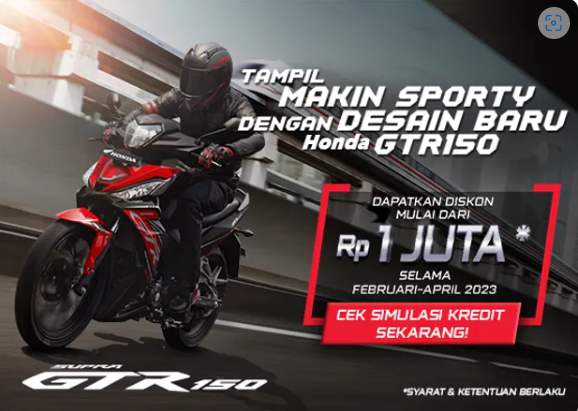 TAMPIL
MAKIN SPORTY
DENGAN DESAIN BARU
Honda GTR150
HONDA
DAPATKAN DISKON
MULAI DARI
Rp 1 JUTA *
SELAMA
FEBRUARI-APRIL 2023
CEK SIMULASI KREDIT
SEKARANG!
SUPRA
GTR 150
*SYARAT & KETENTUAN BERLAKU